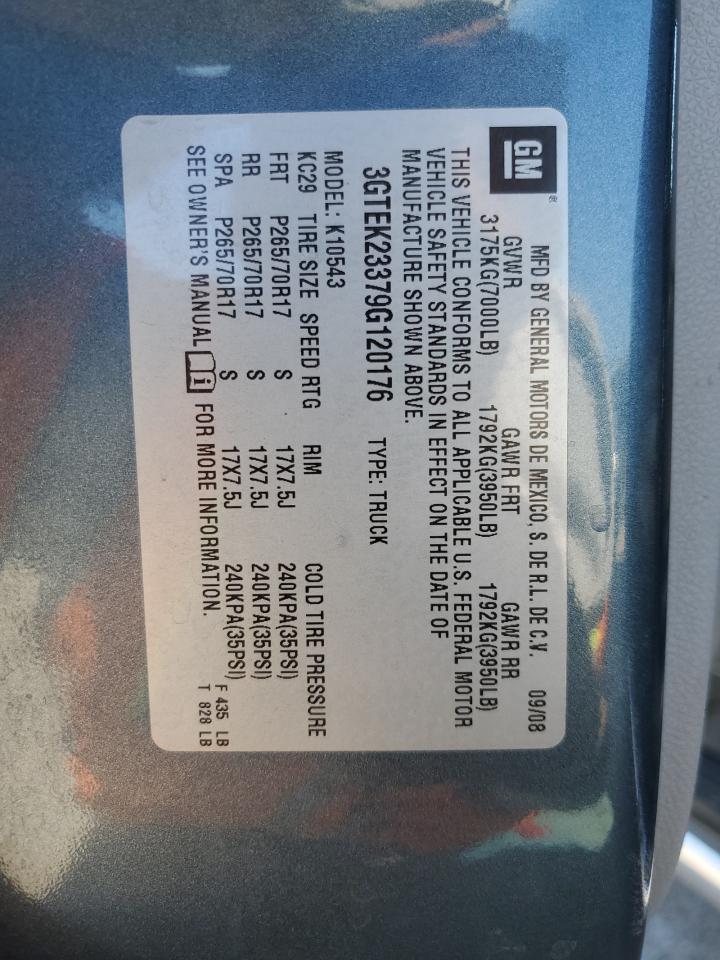 GM ®
MFD BY GENERAL MOTORS DE MEXICO, S. DE R.L. DE C.V. 09/08
GVWR GAWR FRT GAWR RR
3175KG(7000LB) 1792KG(3950LB) 1792KG(3950LB)
THIS VEHICLE CONFORMS TO ALL APPLICABLE U.S. FEDERAL MOTOR
VEHICLE SAFETY STANDARDS IN EFFECT ON THE DATE OF
MANUFACTURE SHOWN ABOVE.
3GTEK23379G120176 TYPE: TRUCK
MODEL: K10543
KC29 TIRE SIZE SPEED RTG RIM COLD TIRE PRESSURE
FRT P265/70R17 S 17X7.5J 240KPA(35PSI)
RR P265/70R17 S 17X7.5J 240KPA(35PSI)
SPA P265/70R17 S 17X7.5J 240KPA(35PSI) F 435 LB
SEE OWNER'S MANUAL i FOR MORE INFORMATION. T 828 LB